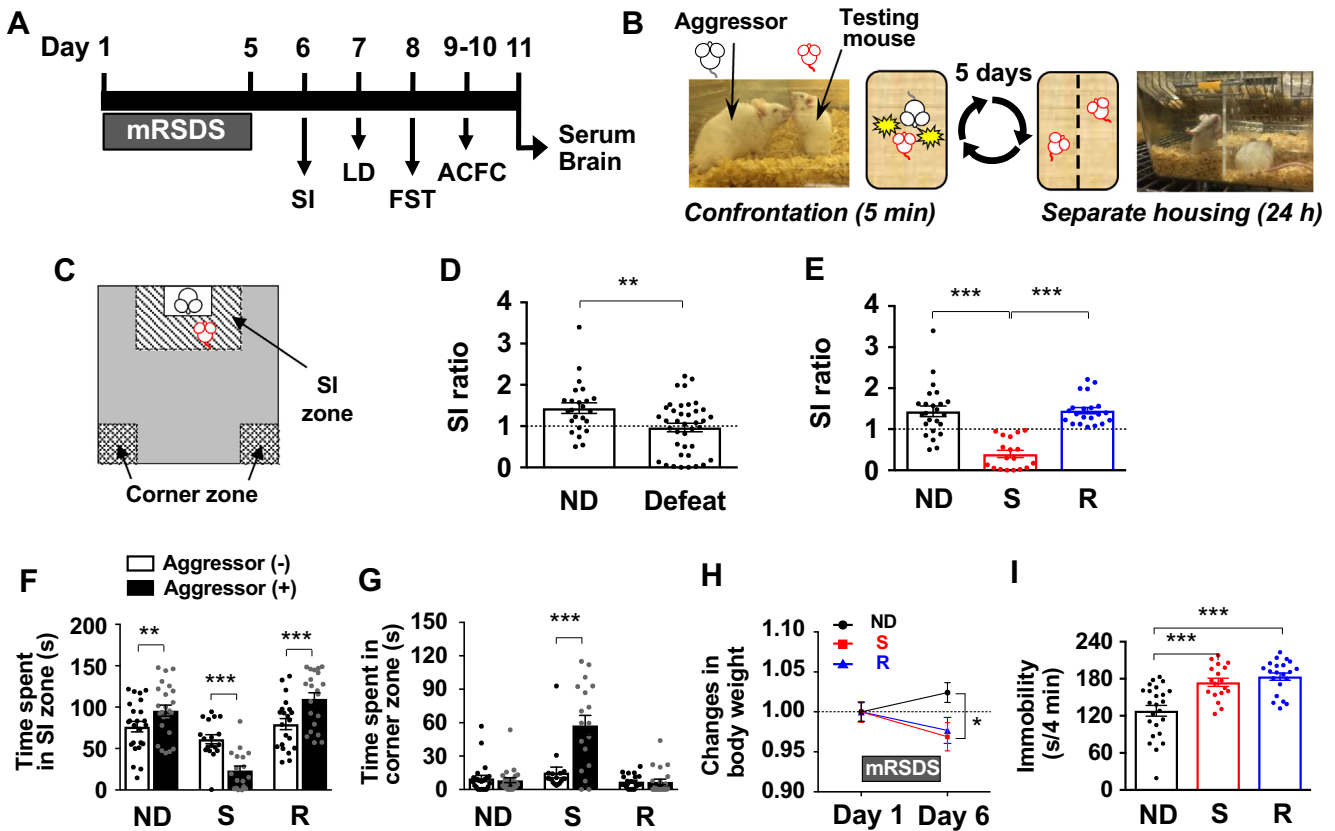 A
Day 1
5
6
7
8
9-10
11
mRSDS
SI
LD
FST
ACFC
Serum
Brain
B
Aggressor
Testing
mouse
5 days
Confrontation (5 min)
Separate housing (24 h)
C
SI
zone
Corner zone
D
**
SI ratio
4
3
2
1
0
ND
Defeat
E
***
***
SI ratio
4
3
2
1
0
ND
S
R
Aggressor (-)
Aggressor (+)
F
Time spent
in SI zone (s)
200
150
100
50
0
**
***
***
ND
S
R
G
Time spent in
corner zone (s)
150
120
90
60
30
0
***
ND
S
R
H
Changes in
body weight
1.10
1.05
1.00
0.95
0.90
ND
S
R
*
mRSDS
Day 1
Day 6
I
Immobility
(s/4 min)
240
180
120
60
0
***
***
ND
S
R